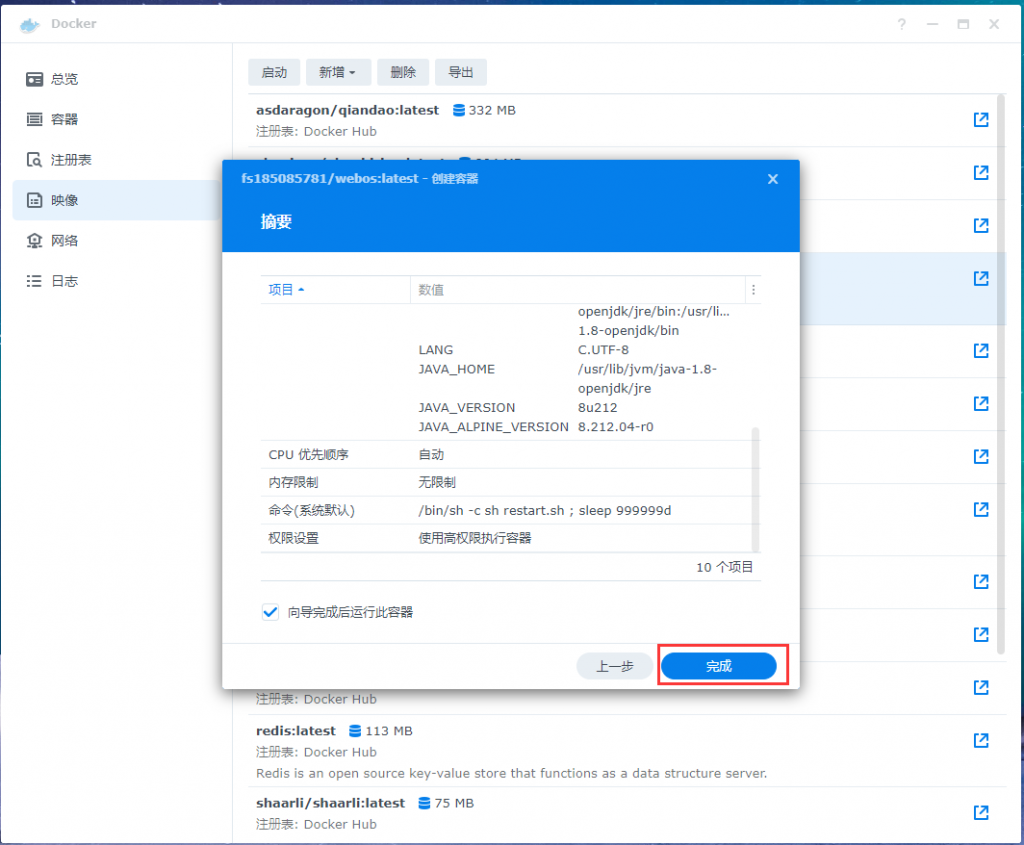 Docker
?
总览
容器
注册表
映像
网络
日志
启动
新增
删除
导出
asdaragon/qiandao:latest 332 MB
注册表: Docker Hub
fs185085781/webos:latest - 创建容器
摘要
项目 数值
openjdk/jre/bin:/usr/li...
1.8-openjdk/bin
LANG C.UTF-8
JAVA_HOME /usr/lib/jvm/java-1.8-
openjdk/jre
JAVA_VERSION 8u212
JAVA_ALPINE_VERSION 8.212.04-r0
CPU 优先顺序 自动
内存限制 无限制
命令(系统默认) /bin/sh -c sh restart.sh ; sleep 999999d
权限设置 使用高权限执行容器
10 个项目
向导完成后运行此容器
上一步 完成
注册表: Docker Hub
redis:latest 113 MB
注册表: Docker Hub
Redis is an open source key-value store that functions as a data structure server.
shaarli/shaarli:latest 75 MB
注册表: Docker Hub